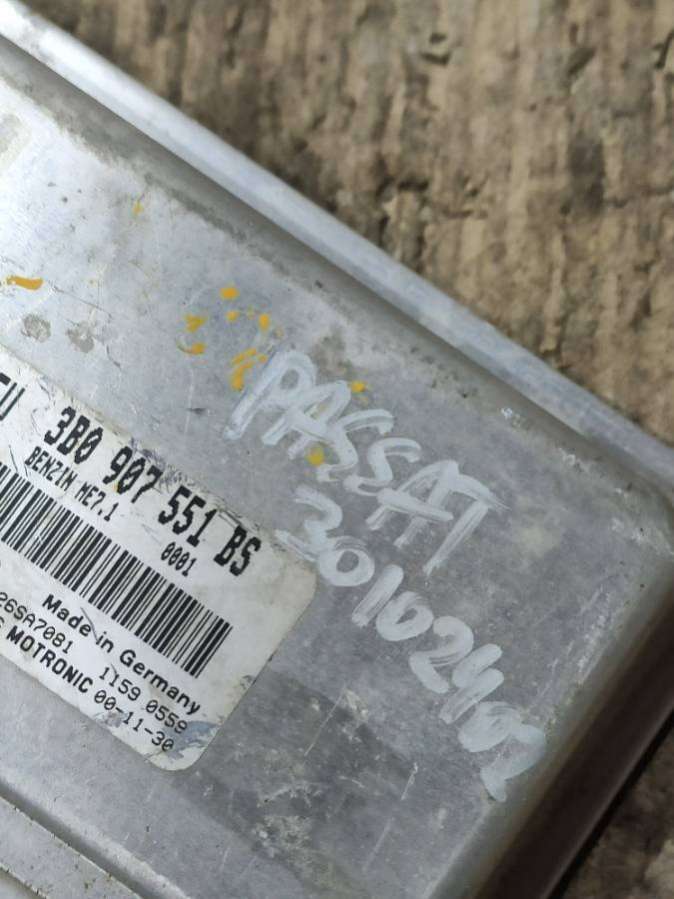 3B0 907 551 BS
BENZIN ME7.1
0001
Made in Germany
26SA7081 1159 0559
MOTRONIC 00-11-30
PASSAT
30102402